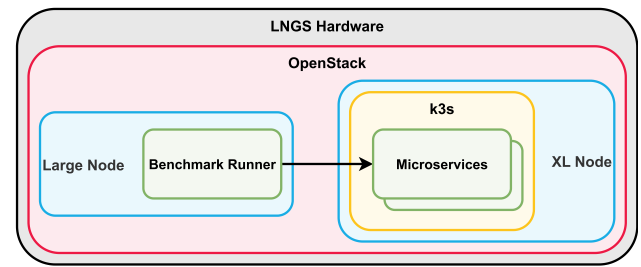 LNGS Hardware
OpenStack
k3s
Large Node
Benchmark Runner
Microservices
XL Node